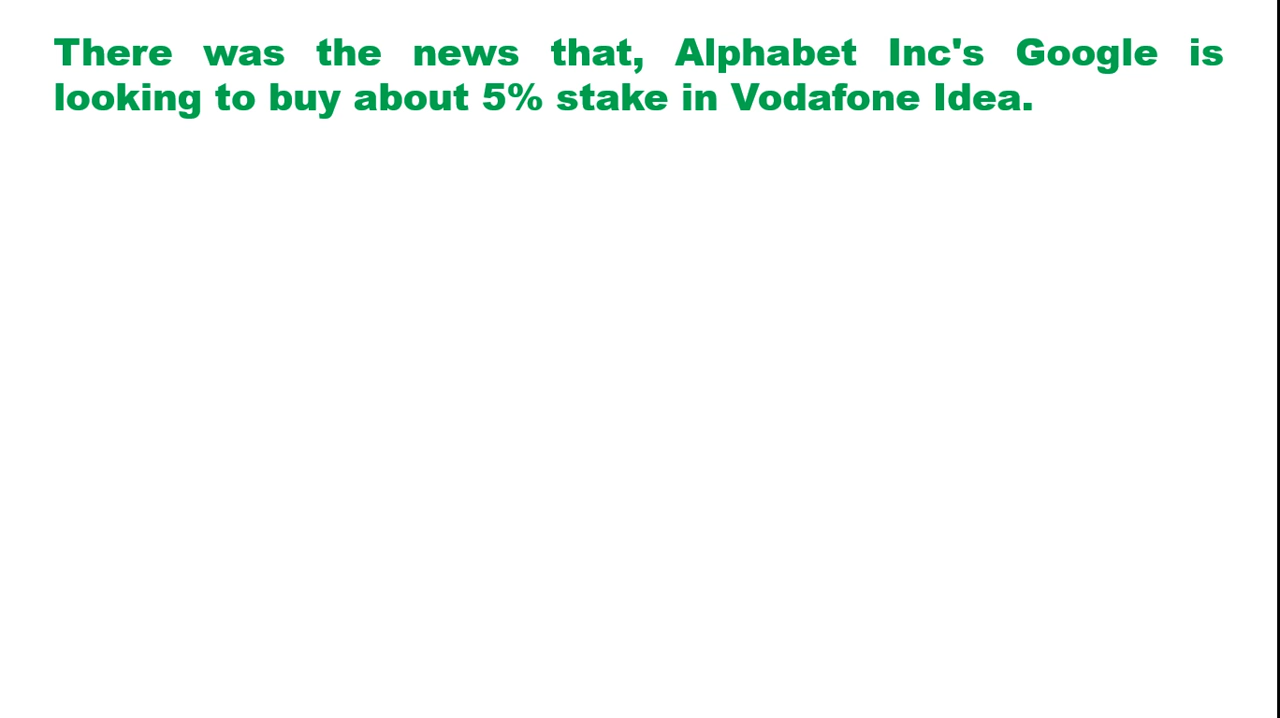 There was the news that, Alphabet Inc's Google is
looking to buy about 5% stake in Vodafone Idea.